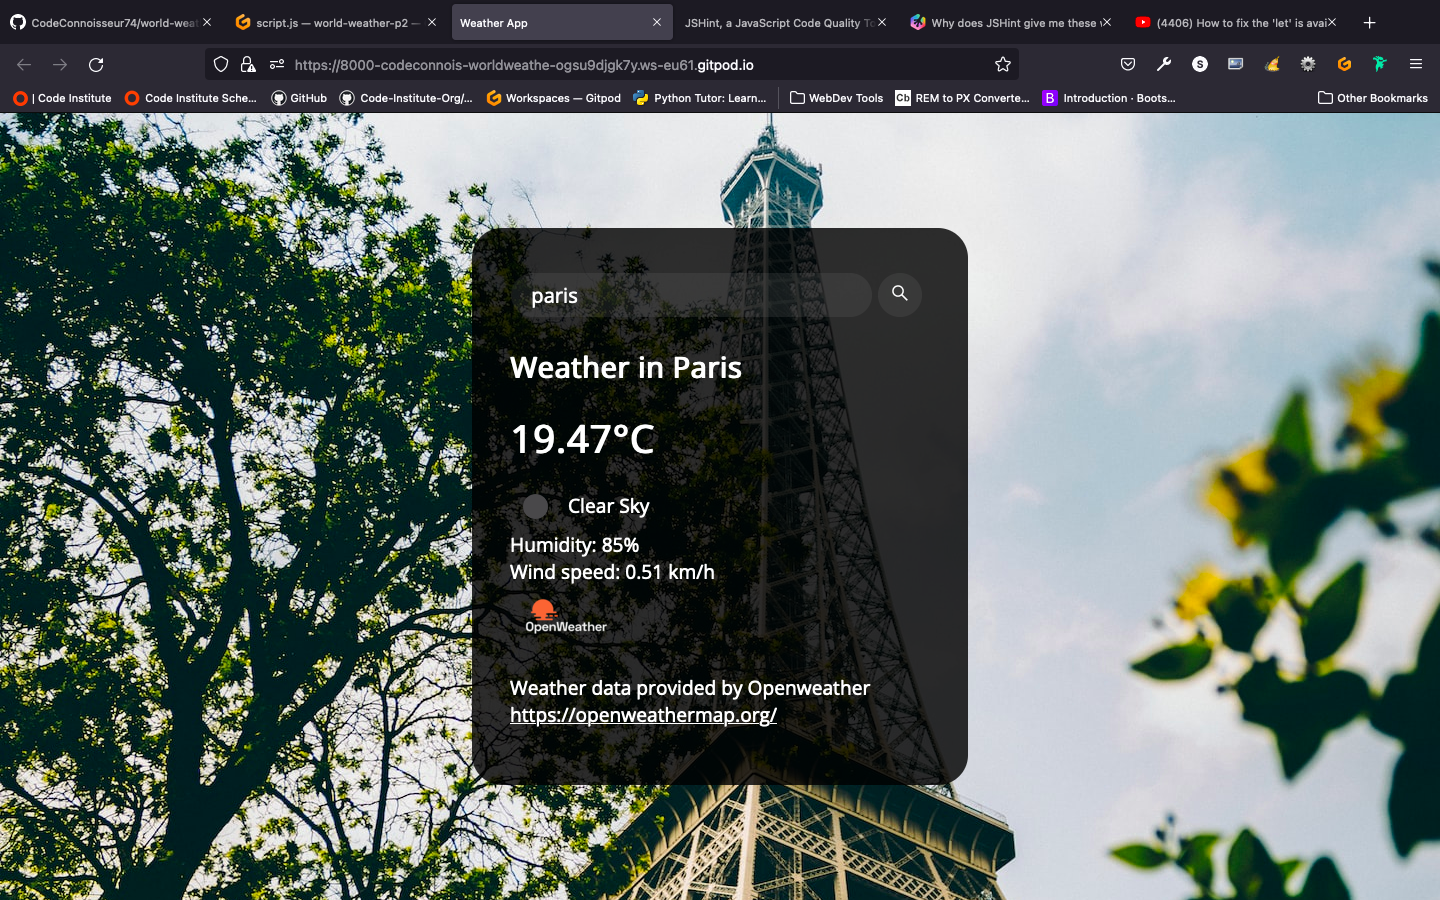 CodeConnoisseur74/world-weat
script.js — world-weather-p2 —
Weather App
JSHint, a JavaScript Code Quality To
Why does JSHint give me these
(4406) How to fix the 'let' is avai
https://8000-codeconnois-worldweathe-ogsu9djgk7y.ws-eu61.gitpod.io
S
| Code Institute
Code Institute Sche...
GitHub
Code-Institute-Org/...
Workspaces — Gitpod
Python Tutor: Learn...
WebDev Tools
Cb
REM to PX Converte...
B
Introduction · Boots...
Other Bookmarks
paris
Weather in Paris
19.47°C
Clear Sky
Humidity: 85%
Wind speed: 0.51 km/h
OpenWeather
Weather data provided by Openweather
https://openweathermap.org/